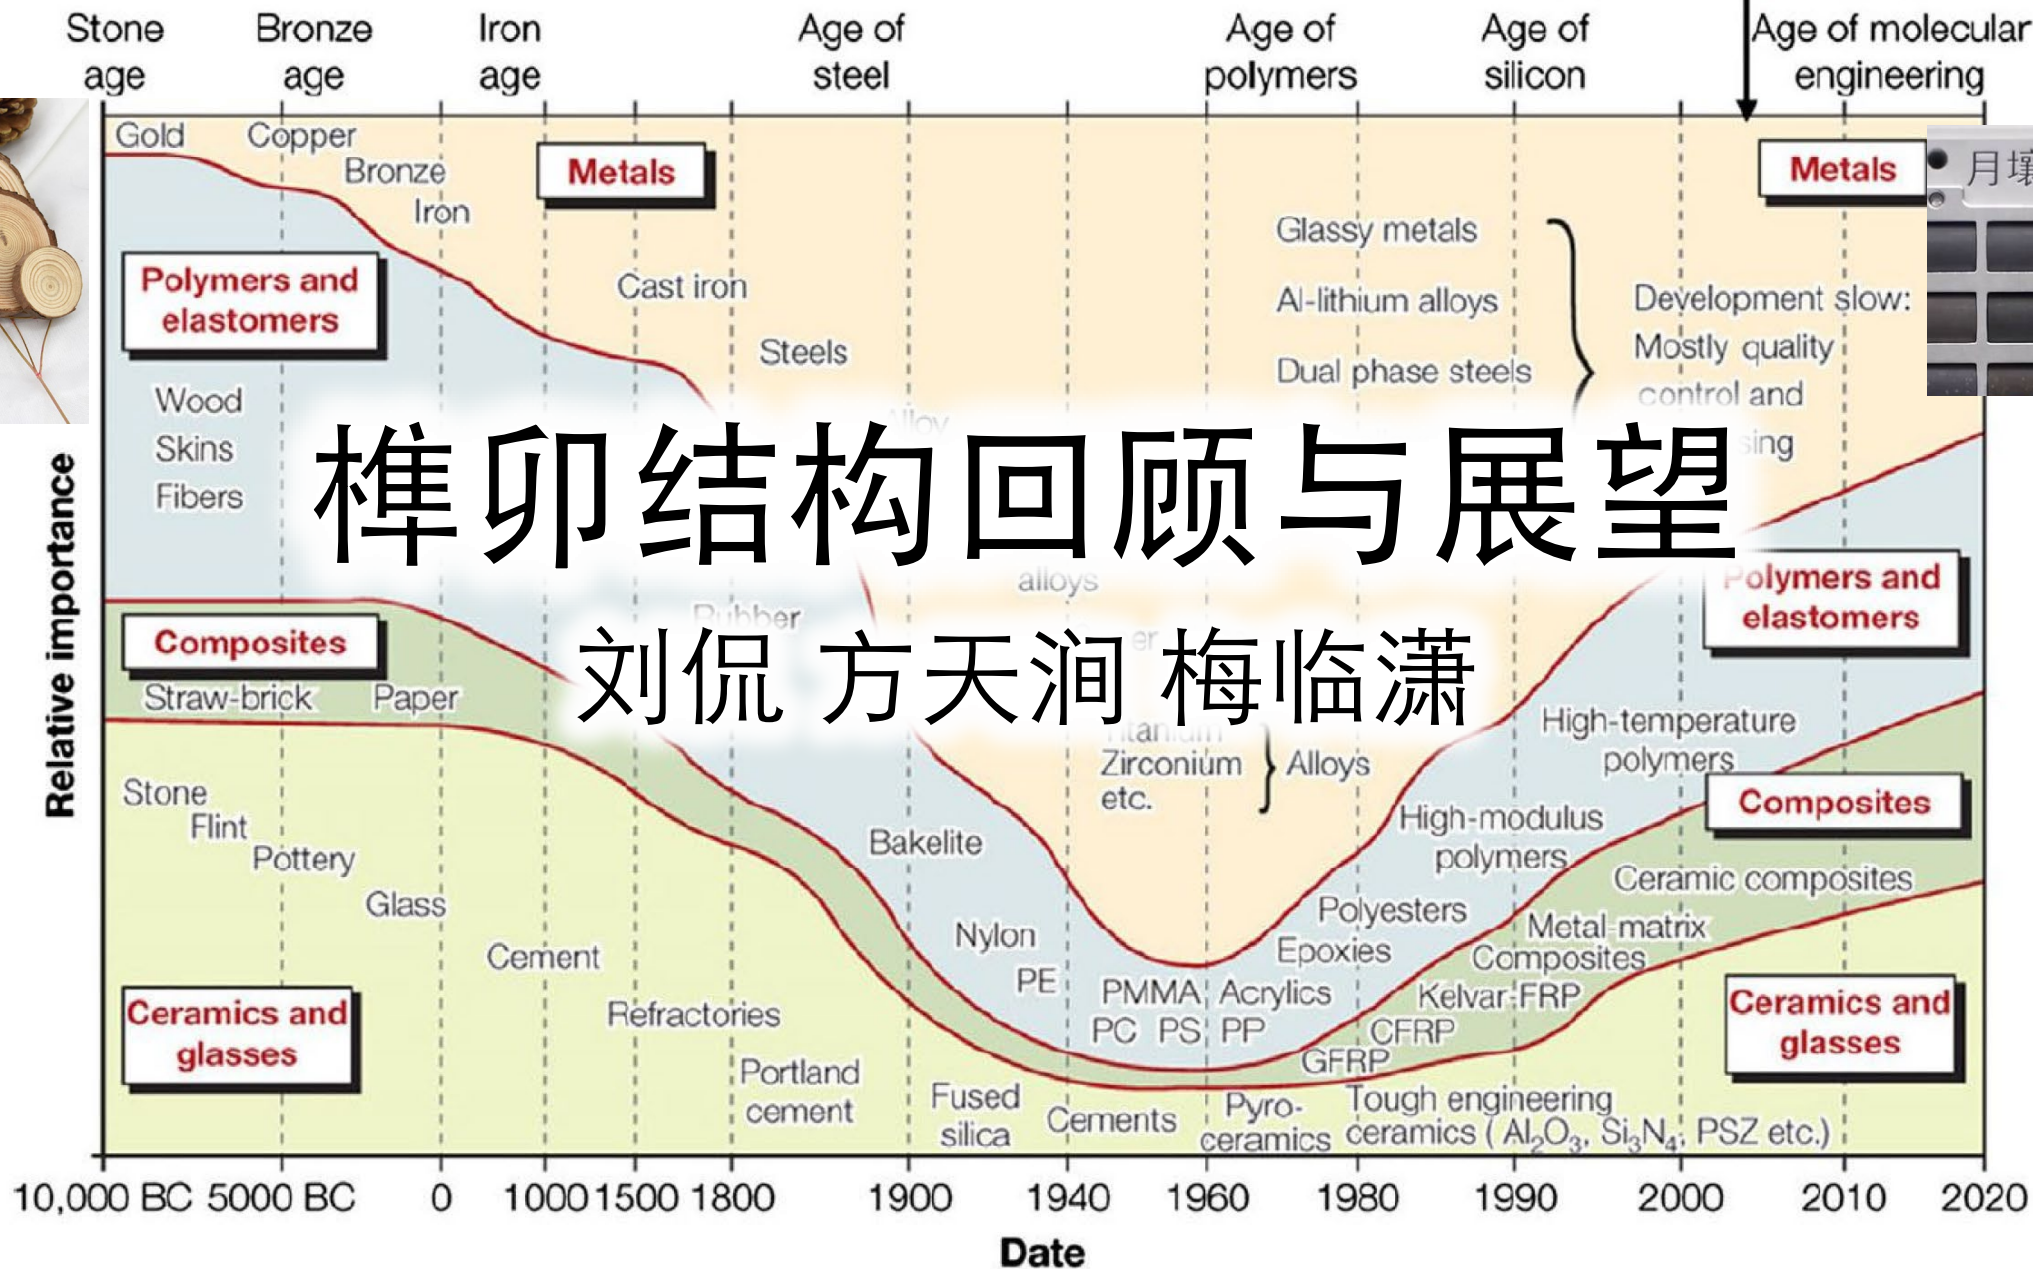 Stone age
Bronze age
Iron age
Age of steel
Age of polymers
Age of silicon
Age of molecular engineering
Gold
Copper
Bronze
Iron
Metals
Metals
月壤
Glassy metals
Al-lithium alloys
Dual phase steels
Development slow:
Mostly quality
control and
Cast iron
Steels
Alloy
Polymers and
elastomers
Wood
Skins
Fibers
榫卯结构回顾与展望
alloys
Rubber
刘侃 方天润 梅临潇
Polymers and
elastomers
Composites
Straw-brick
Paper
Titanium
Zirconium
etc.
Alloys
High-temperature
polymers
Composites
Stone
Flint
Pottery
Glass
Cement
Refractories
Portland
cement
Bakelite
Nylon
PE
High-modulus
polymers
Ceramic composites
Polyesters
Epoxies
Metal-matrix
Composites
PMMA Acrylics
PC PS PP
Kelvar-FRP
CFRP
GFRP
Ceramics and
glasses
Ceramics and
glasses
Fused
silica
Cements
Pyro-
ceramics
Tough engineering
ceramics ( Al₂O₃, Si₃N₄, PSZ etc.)
Relative importance
10,000 BC 5000 BC 0 1000 1500 1800 1900 1940 1960 1980 1990 2000 2010 2020
Date